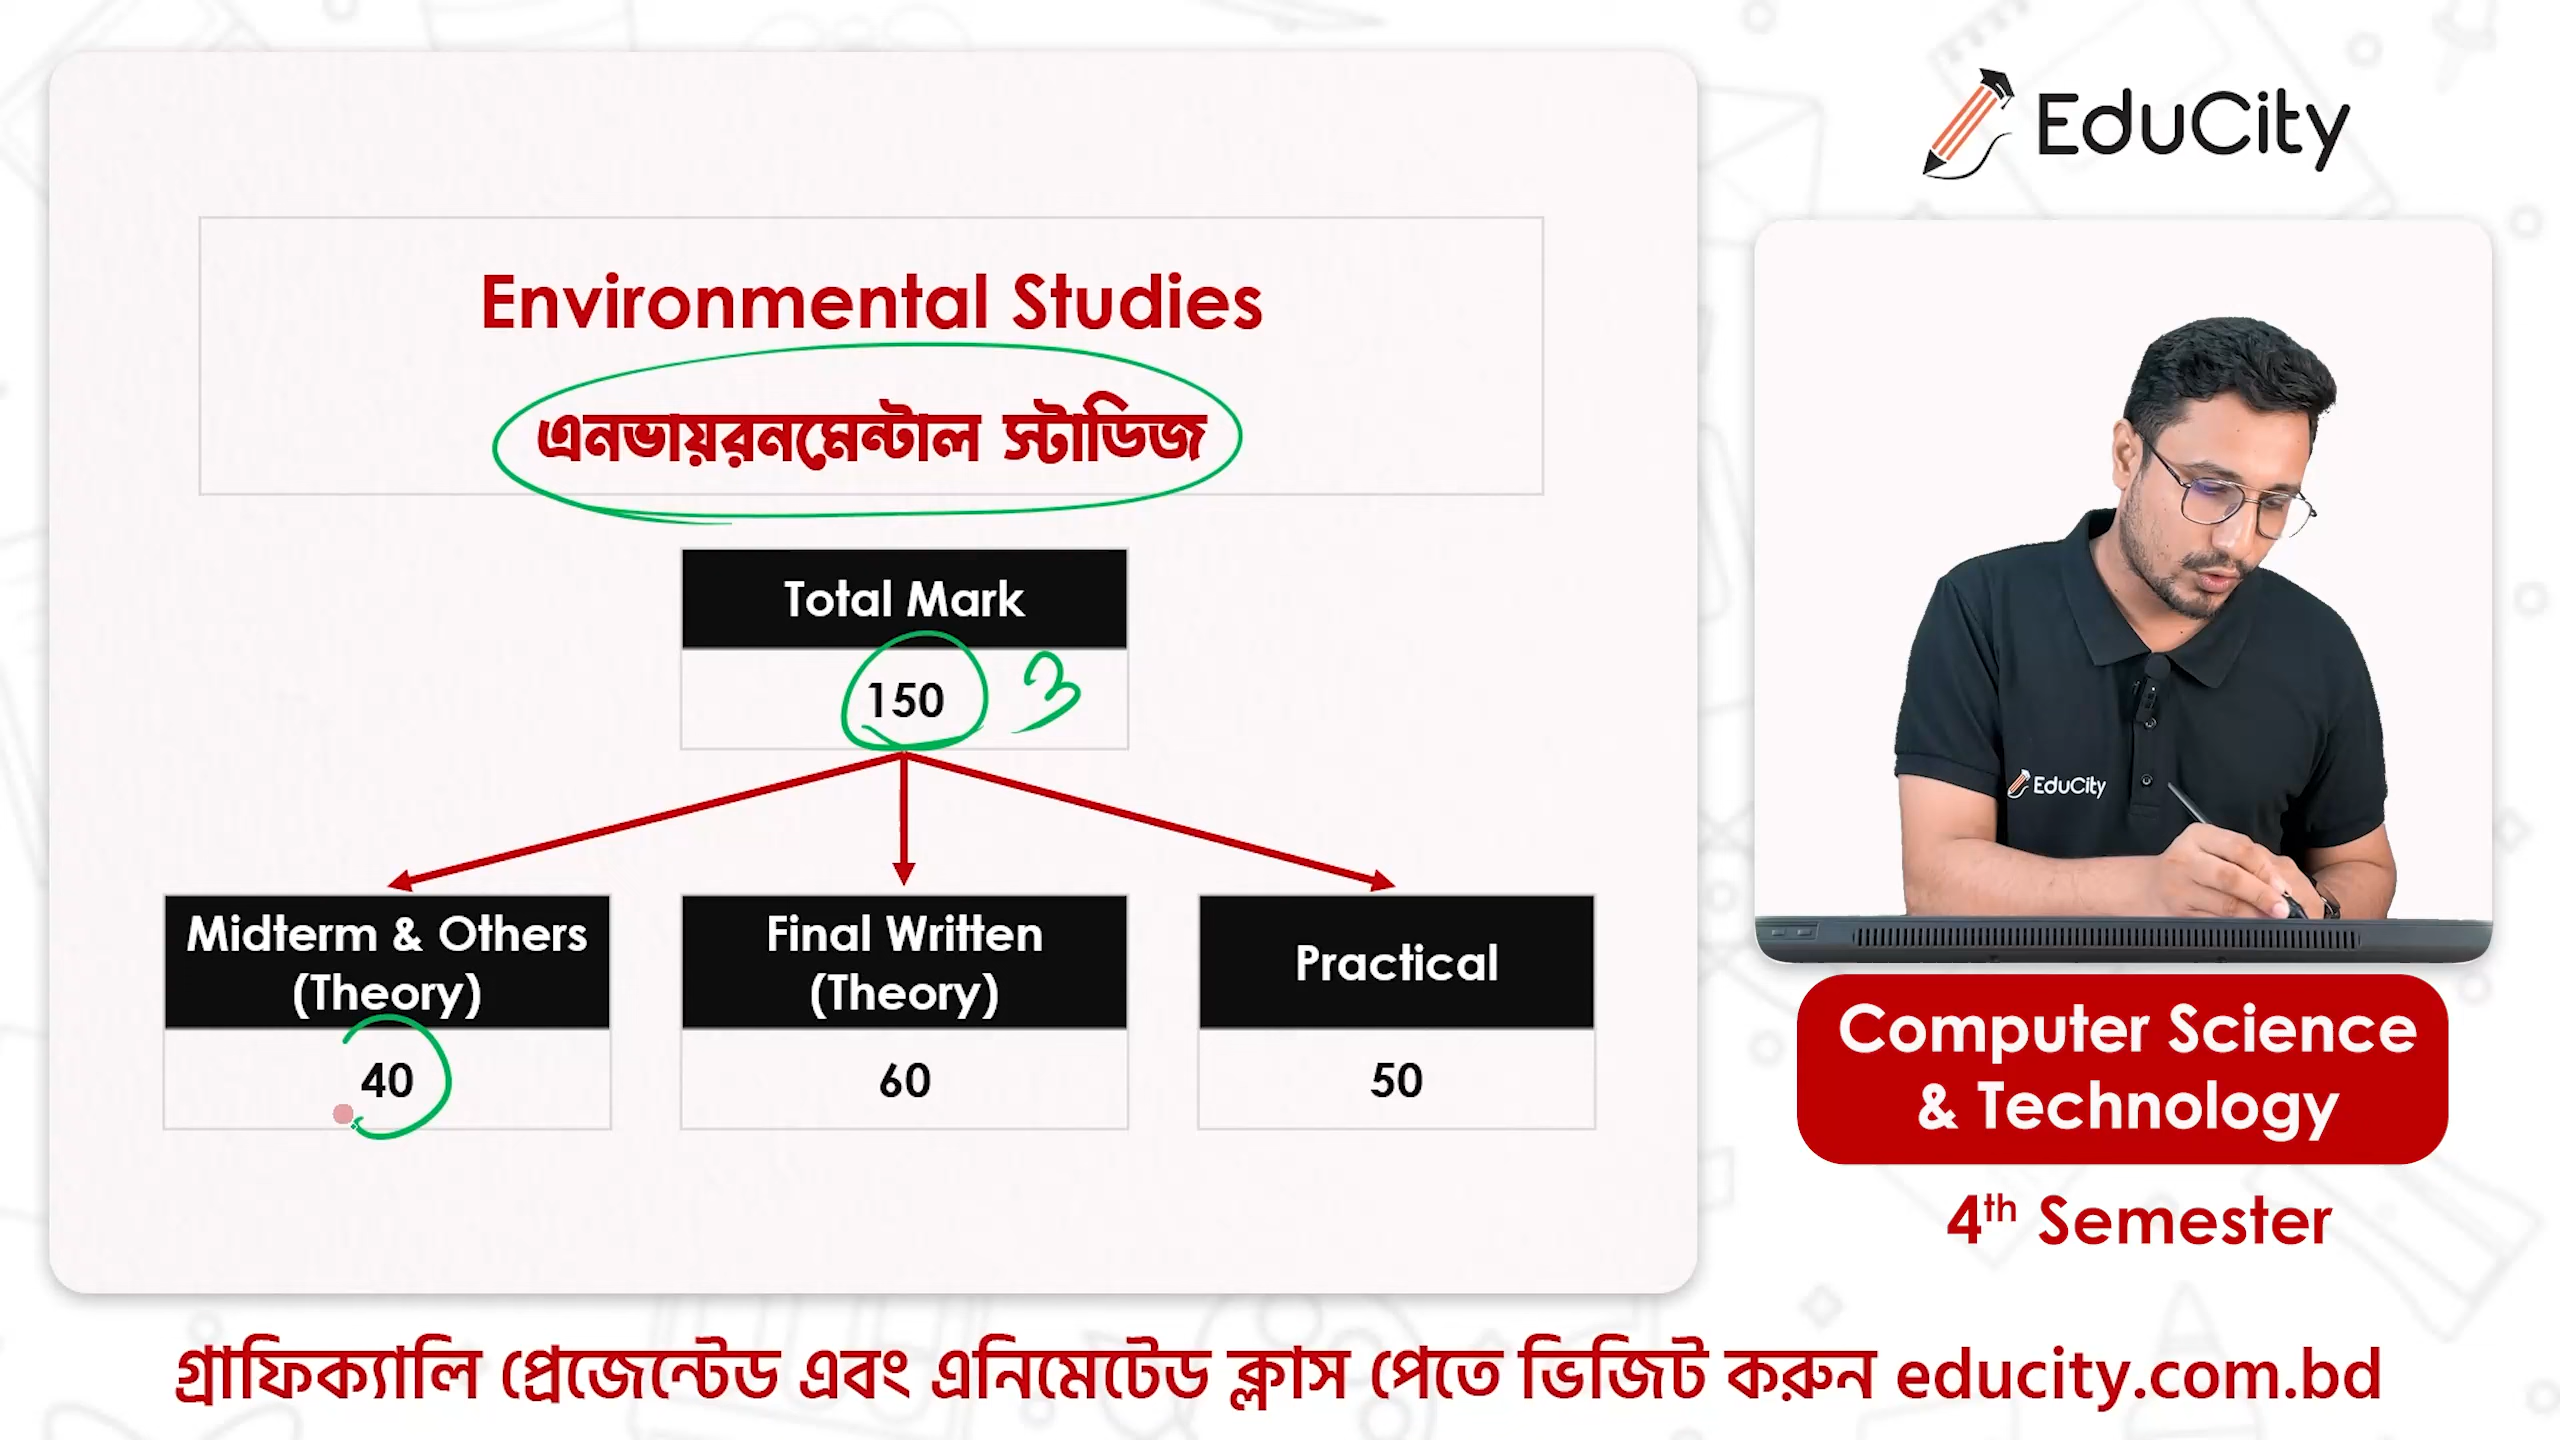 EduCity
Environmental Studies
এনভায়রনমেন্টাল স্টাডিজ
Total Mark
150 3
Midterm & Others
(Theory)
40
Final Written
(Theory)
60
Practical
50
EduCity
Computer Science
& Technology
4th Semester
গ্রাফিক্যালি প্রেজেন্টেড এবং এনিমেটেড ক্লাস পেতে ভিজিট করুন educity.com.bd